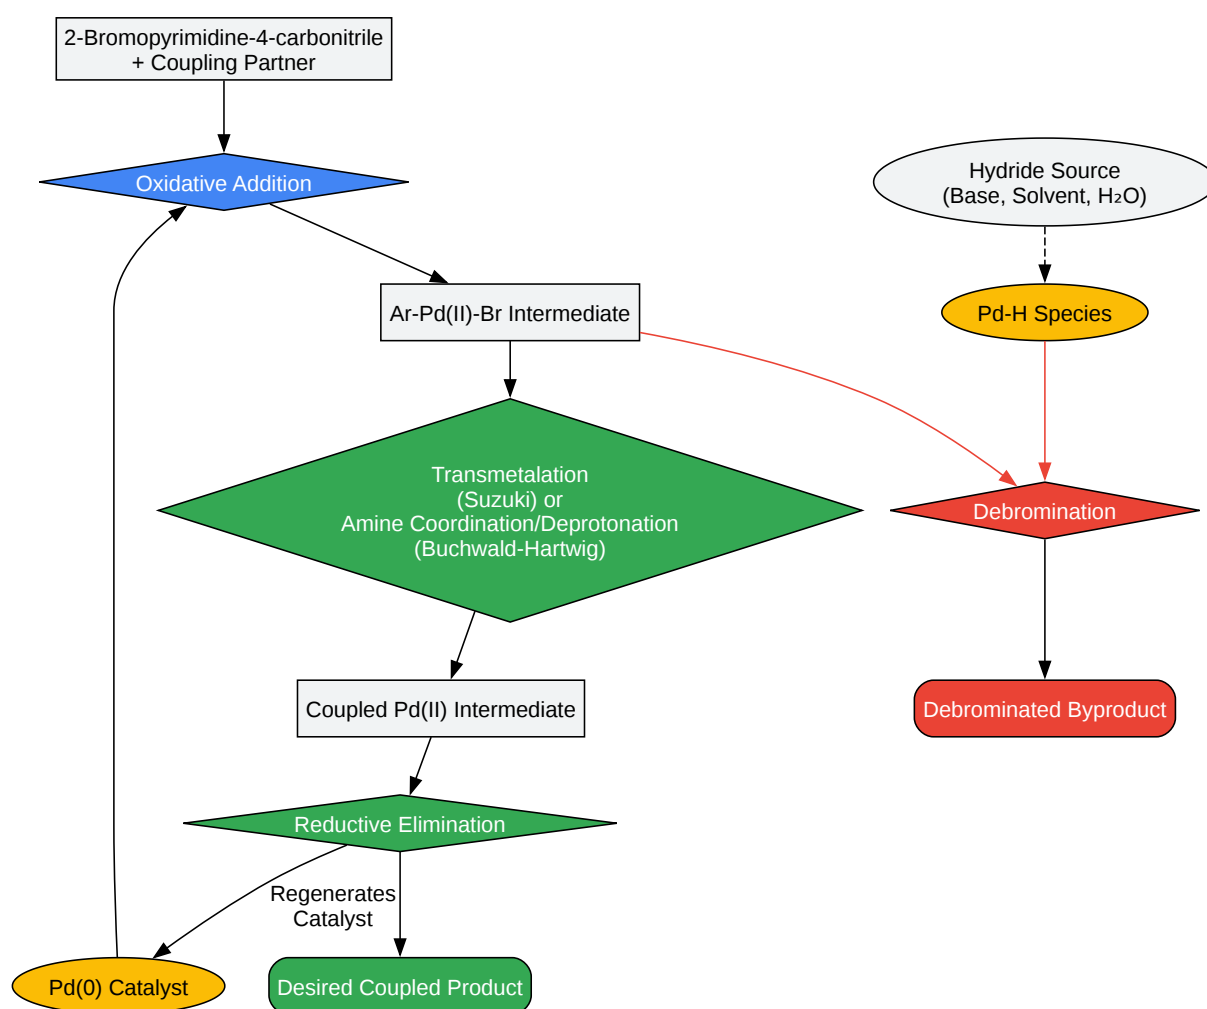 2-Bromopyrimidine-4-carbonitrile
+ Coupling Partner
Oxidative Addition
Hydride Source
(Base, Solvent, H₂O)
Ar-Pd(II)-Br Intermediate
Pd-H Species
Transmetalation
(Suzuki) or
Amine Coordination/Deprotonation
(Buchwald-Hartwig)
Debromination
Coupled Pd(II) Intermediate
Debrominated Byproduct
Reductive Elimination
Regenerates
Catalyst
Pd(0) Catalyst
Desired Coupled Product